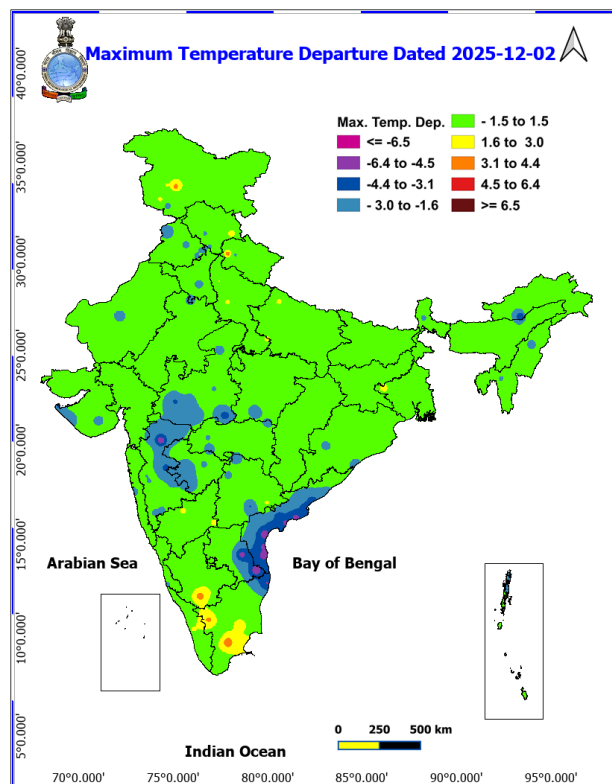 Maximum Temperature Departure Dated 2025-12-02
Max. Temp. Dep.
<= -6.5
-6.4 to -4.5
-4.4 to -3.1
- 3.0 to -1.6
- 1.5 to 1.5
1.6 to 3.0
3.1 to 4.4
4.5 to 6.4
>= 6.5
40°0.000'
35°0.000'
30°0.000'
25°0.000'
20°0.000'
15°0.000'
10°0.000'
5°0.000'
Arabian Sea
Bay of Bengal
Indian Ocean
0 250 500 km
70°0.000' 75°0.000' 80°0.000' 85°0.000' 90°0.000' 95°0.000'